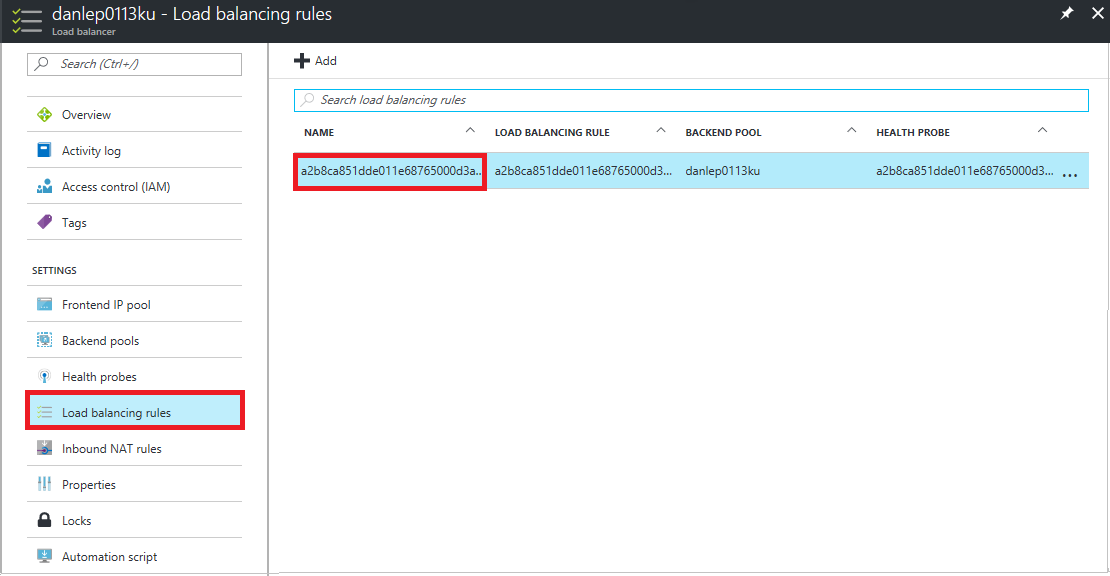 danlep0113ku - Load balancing rules
Load balancer
Search (Ctrl+/)
Overview
Activity log
Access control (IAM)
Tags
SETTINGS
Frontend IP pool
Backend pools
Health probes
Load balancing rules
Inbound NAT rules
Properties
Locks
Automation script
Add
Search load balancing rules
NAME LOAD BALANCING RULE BACKEND POOL HEALTH PROBE
a2b8ca851dde011e68765000d3a... a2b8ca851dde011e68765000d3... danlep0113ku a2b8ca851dde011e68765000d3... ...